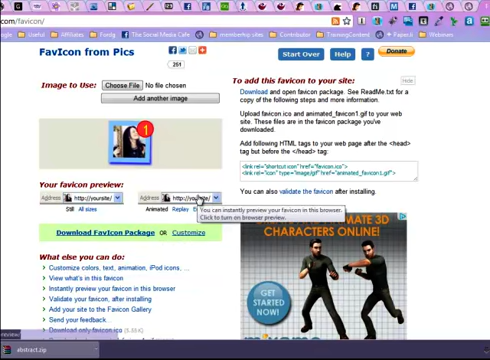 com/favicon/
Useful
Affiliates
Fundg
The Social Media Cafe
membership sites
Contributor
TrainingContent
Paper.li
Webinars
FavIcon from Pics
251
Start Over
Help
Donate
Image to Use:
Choose File No file chosen
Add another image
1
Your favicon preview:
Address http://yoursite/
Address http://yoursite/
Still All sizes
Animated Replay
You can instantly preview your favicon in this browser.
Click to turn on browser preview.
Download FavIcon Package OR Customize
What else you can do:
Customize colors, text, animation, iPod icons, ...
View what's in this favicon
Instantly preview your favicon in this browser
Validate your favicon, after installing
Add your site to the Favicon Gallery
Send your feedback.
Download only favicon.ico
To add this favicon to your site:
hide
Download and open favicon package. See ReadMe.txt for a
copy of the following steps and more information.
Upload favicon.ico and animated_favicon1.gif to your web
site. These files are in the favicon package you've
downloaded.
Add following HTML tags to your web page after the <head>
tag but before the </head> tag:
<link rel="shortcut icon" href="favicon.ico">
<link rel="icon" type="image/gif" href="animated_favicon1.gif">
You can also validate the favicon after installing.
ANIMATE 3D
CHARACTERS ONLINE!
GET
STARTED
NOW!
abstract.zip